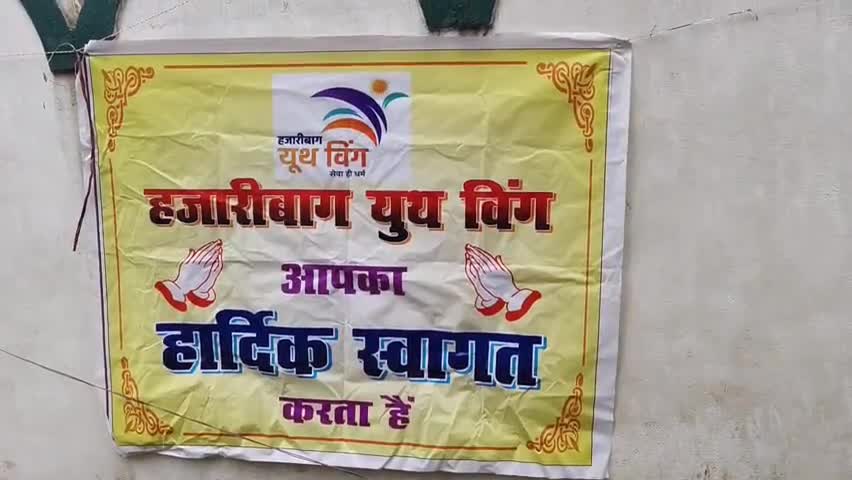 हजारीबाग
यूथ विंग
सेवा ही धर्म
हजारीबाग युथ विंग
आपका
हार्दिक स्वागत
करता हैं